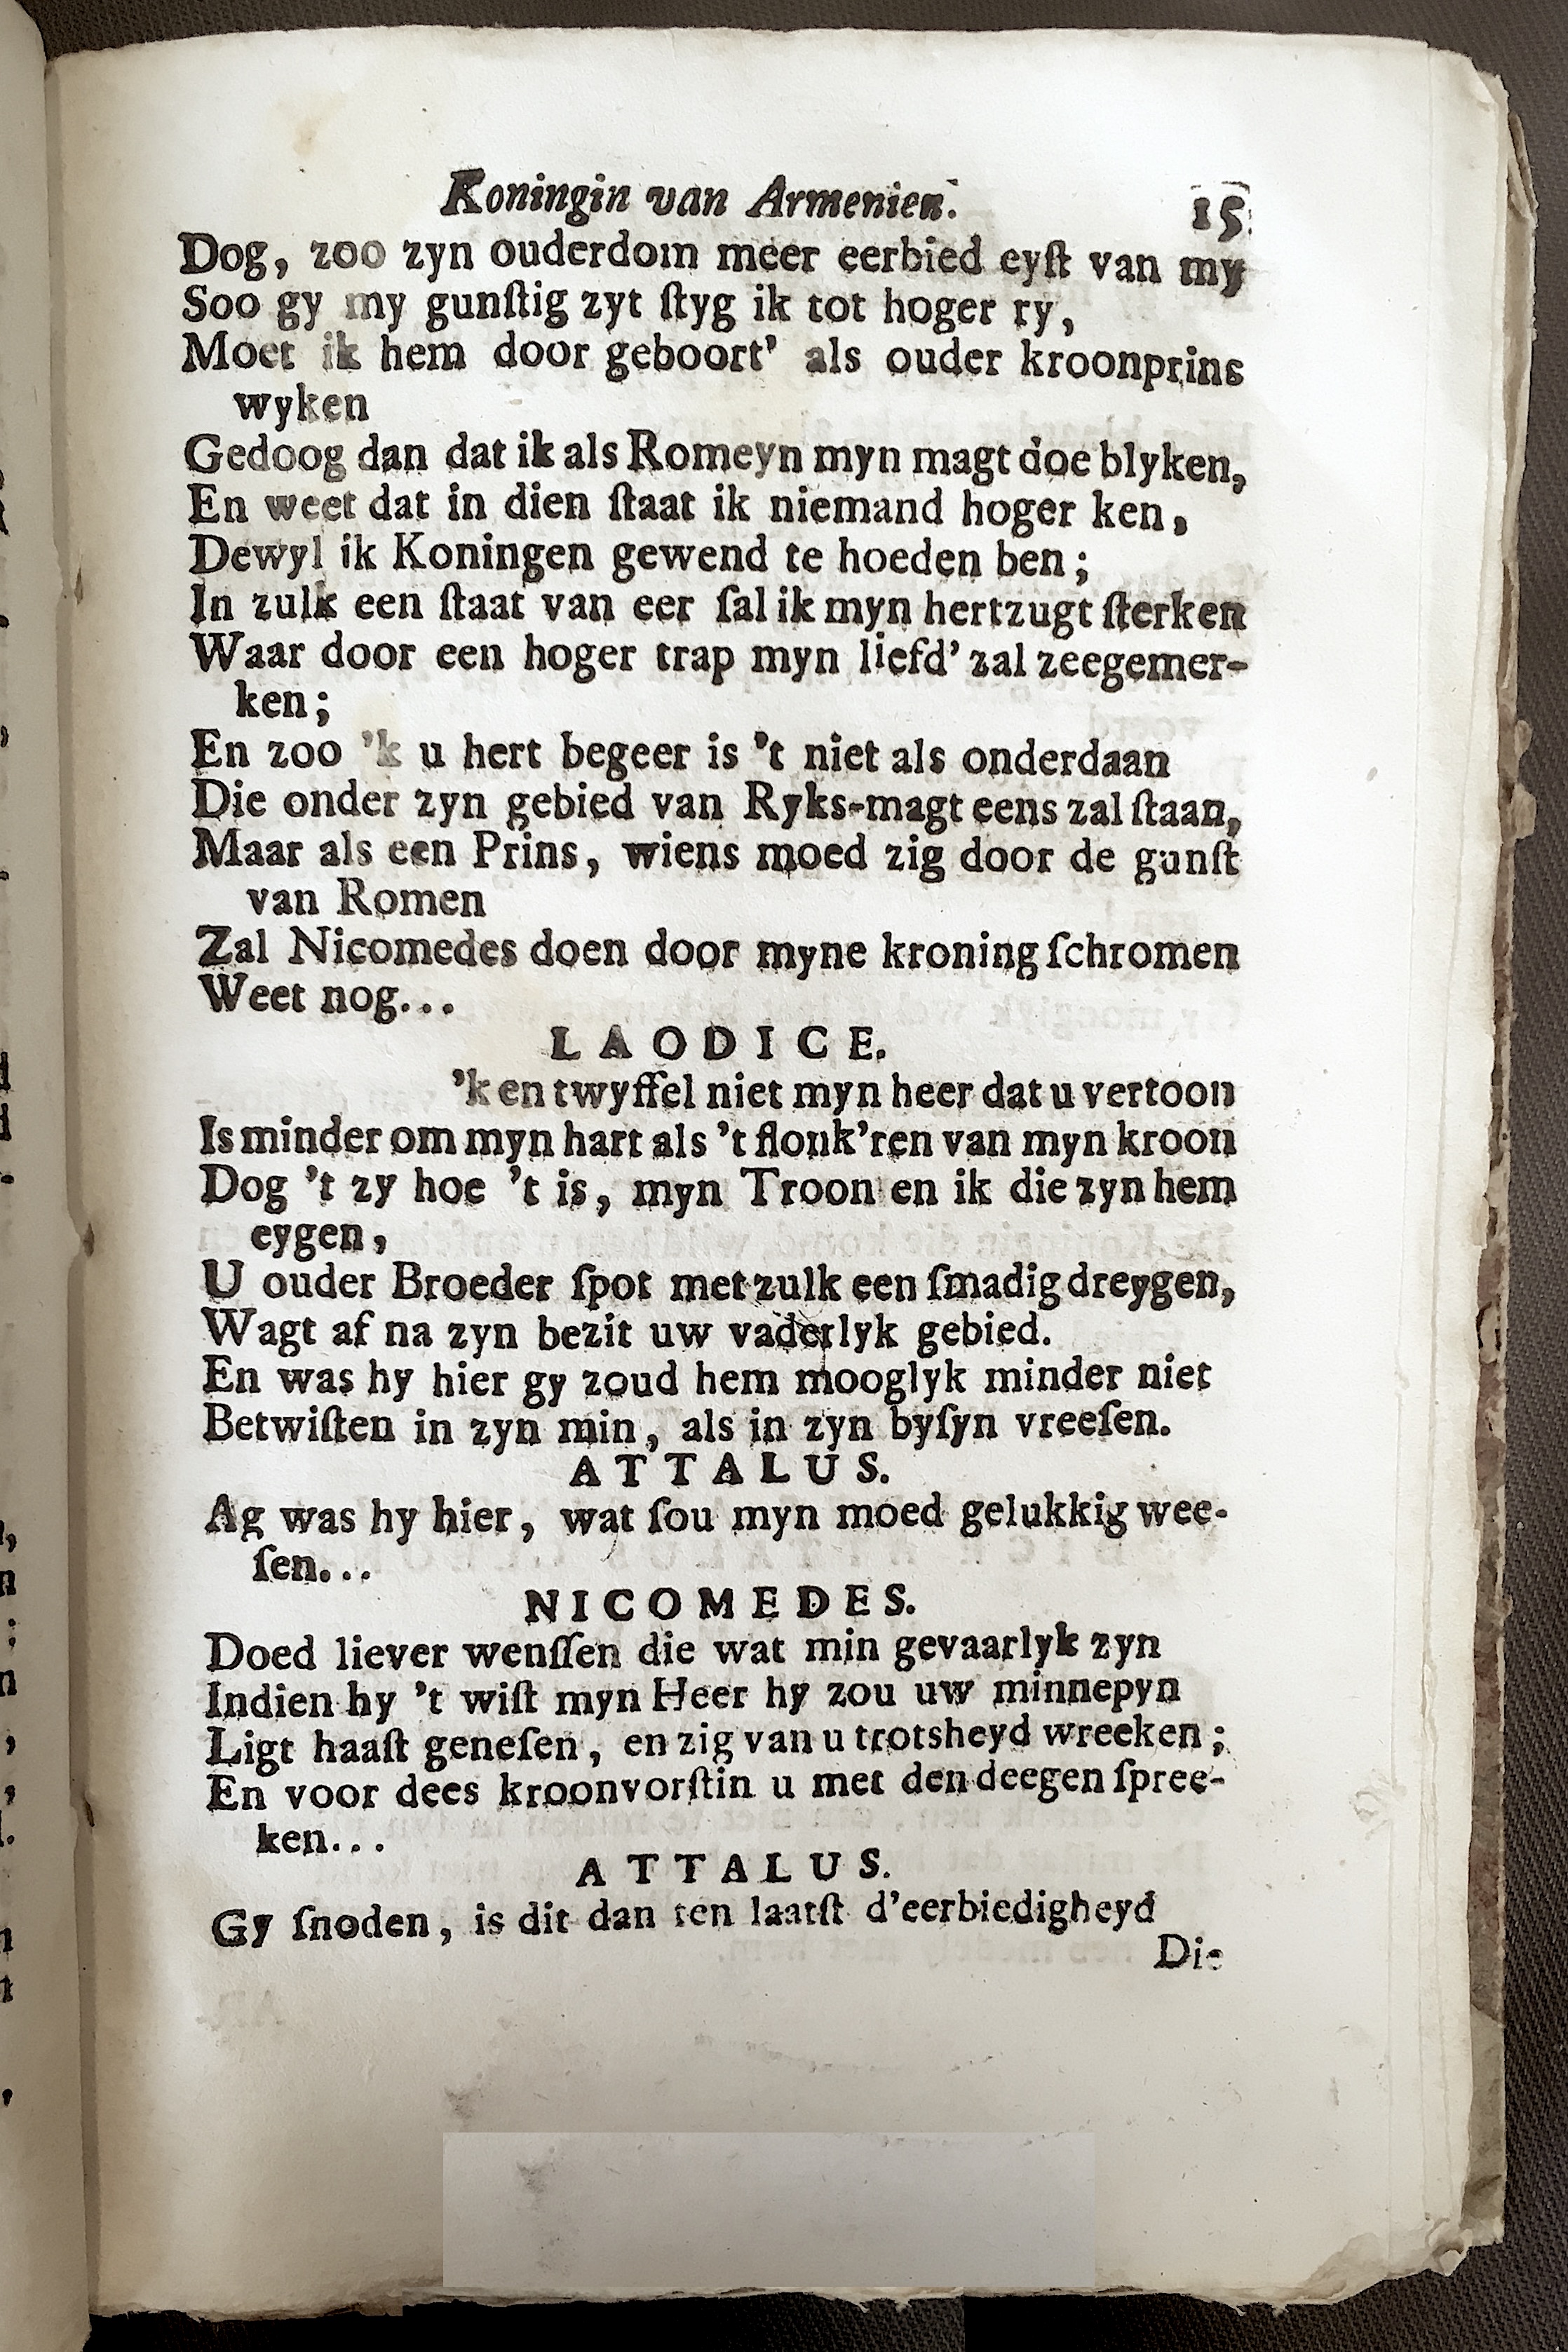 Koningin van Armenien. 15
Dog, zoo zyn ouderdom meer eerbied eyſt van my
Soo gy my gunſtig zyt ſtyg ik tot hoger ry,
Moet ik hem door geboort' als ouder kroonprins
wyken
Gedoog dan dat ik als Romeyn myn magt doe blyken,
En weet dat in dien ſtaat ik niemand hoger ken,
Dewyl ik Koningen gewend te hoeden ben;
In zulk een ſtaat van eer ſal ik myn hertzugt ſterken
Waar door een hoger trap myn liefd' zal zeegemer-
ken;
En zoo 'k u hert begeer is 't niet als onderdaan
Die onder zyn gebied van Ryks-magt eens zal ſtaan,
Maar als een Prins, wiens moed zig door de gunſt
van Romen
Zal Nicomedes doen door myne kroning ſchromen
Weet nog...
LAODICE.
'k en twyffel niet myn heer dat u vertoon
Is minder om myn hart als 't flonk'ren van myn kroon
Dog 't zy hoe 't is, myn Troon en ik die zyn hem
eygen,
U ouder Broeder ſpot met zulk een ſmadig dreygen,
Wagt af na zyn bezit uw vaderlyk gebied.
En was hy hier gy zoud hem mooglyk minder niet
Betwiſten in zyn min, als in zyn byſyn vreeſen.
ATTALUS.
Ag was hy hier, wat ſou myn moed gelukkig wee-
ſen...
NICOMEDES.
Doed liever wenſſen die wat min gevaarlyk zyn
Indien hy 't wiſt myn Heer hy zou uw minnepyn
Ligt haaſt geneſen, en zig van u trotsheyd wreeken;
En voor dees kroonvorſtin u met den deegen ſpree-
ken...
ATTALUS.
Gy ſnoden, is dit dan ten laatſt d'eerbiedigheyd
Die